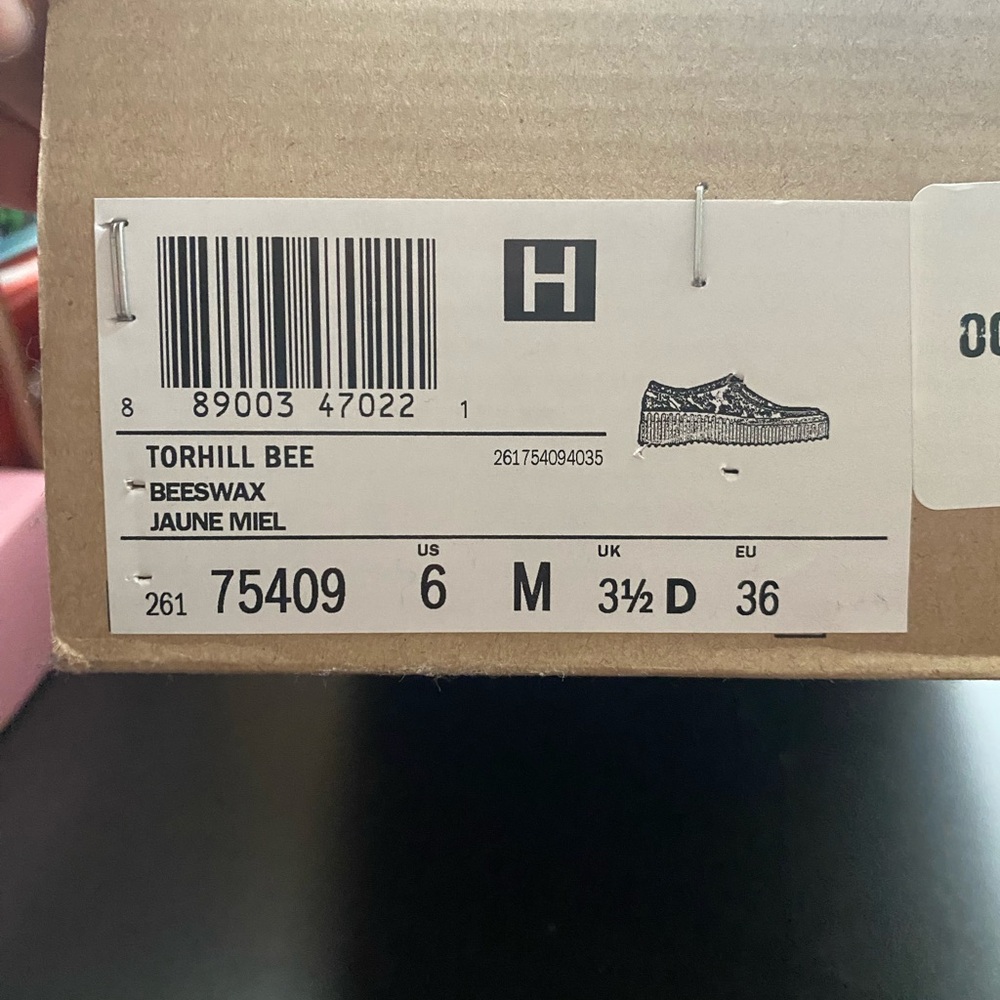 H
8 89003 47022 1
TORHILL BEE 261754094035
BEESWAX
JAUNE MIEL
US UK EU
261 75409 6 M 3½ D 36